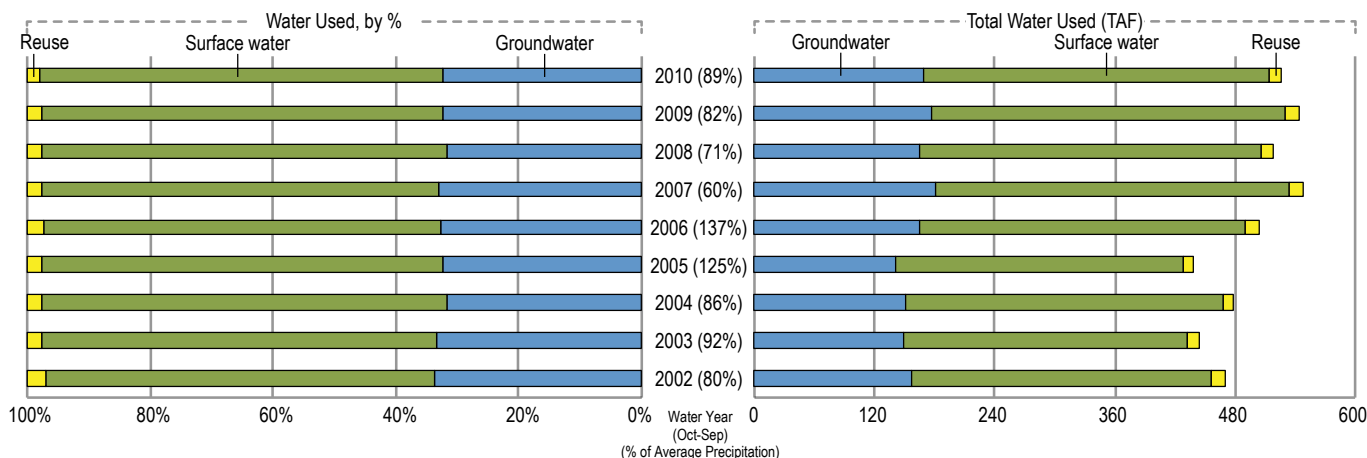 Water Used, by %
Total Water Used (TAF)
Reuse
Surface water
Groundwater
Groundwater
Surface water
Reuse
2010 (89%)
2009 (82%)
2008 (71%)
2007 (60%)
2006 (137%)
2005 (125%)
2004 (86%)
2003 (92%)
2002 (80%)
100% 80% 60% 40% 20% 0%
Water Year
(Oct-Sep)
(% of Average Precipitation)
0 120 240 360 480 600